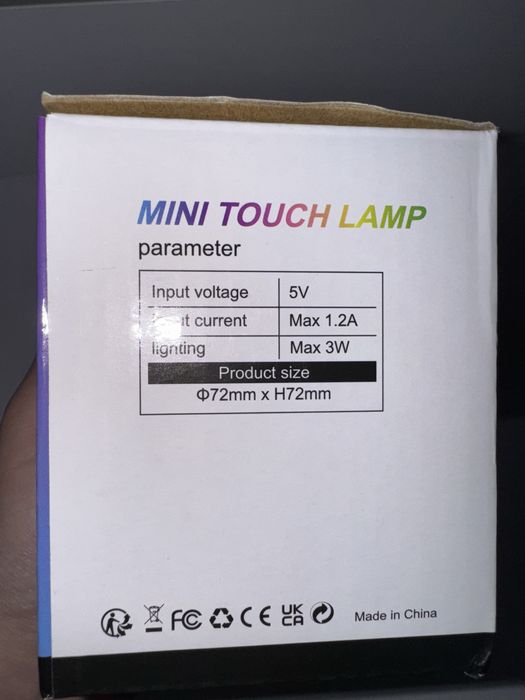 MINI TOUCH LAMP
parameter
Input voltage 5V
current Max 1.2A
lighting Max 3W
Product size
Φ72mm x H72mm
FC CE UK CA Made in China